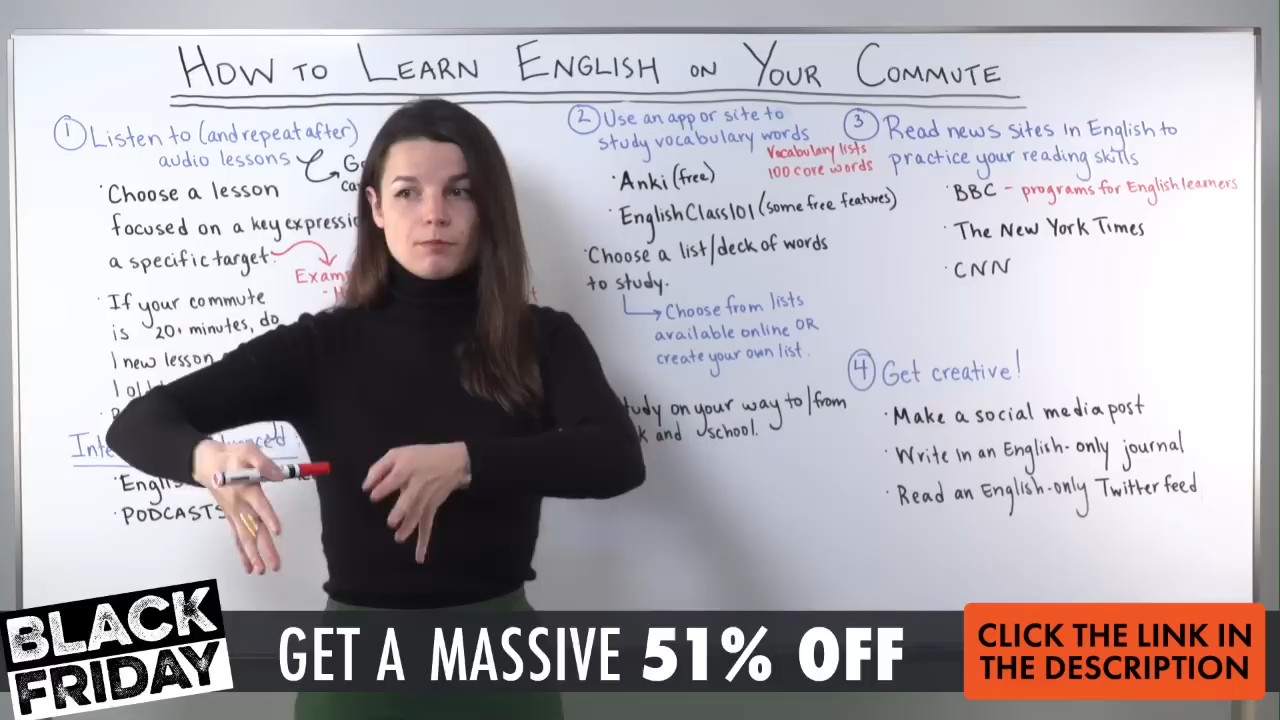 HOW TO LEARN ENGLISH ON YOUR COMMUTE
1 Listen to (and repeat after)
audio lessons
· Choose a lesson
focused on a key expression
a specific target.
· If your commute
is 20+ minutes, do
1 new lesson
PODCASTS
2 Use an app or site to
study vocabulary words
Vocabulary lists
100 core words
· Anki (free)
· EnglishClass101 (some free features)
· Choose a list/deck of words
to study.
Choose from lists
available online OR
create your own list.
on your way to/from
and school.
3 Read news sites in English to
practice your reading skills
· BBC - programs for English learners
· The New York Times
· CNN
4 Get creative!
· Make a social media post
· Write in an English-only journal
· Read an English-only Twitter feed
BLACK
FRIDAY
GET A MASSIVE 51% OFF
CLICK THE LINK IN
THE DESCRIPTION